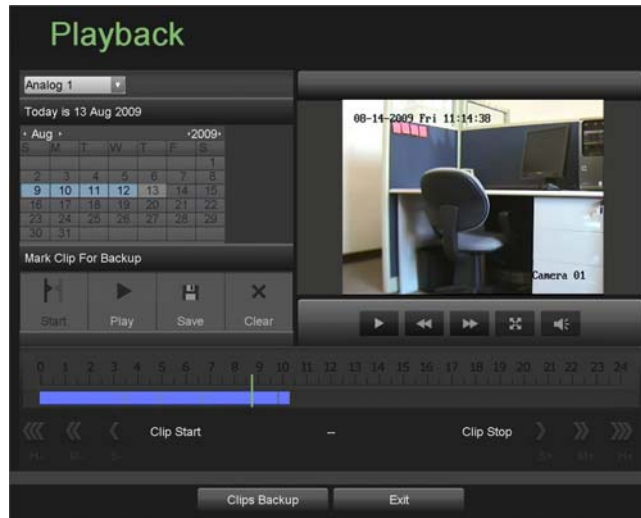 Playback
Analog 1
Today is 13 Aug 2009
Aug 2009
S M T W T F S
1
2 3 4 5 6 7 8
9 10 11 12 13 14 15
16 17 18 19 20 21 22
23 24 25 26 27 28 29
30 31
Mark Clip For Backup
Start Play Save Clear
08-14-2009 Fri 11:14:38
Camera 01
0 1 2 3 4 5 6 7 8 9 10 11 12 13 14 15 16 17 18 19 20 21 22 23 24
Clip Start -- Clip Stop
H- M- S- S+ M+ H+
Clips Backup Exit